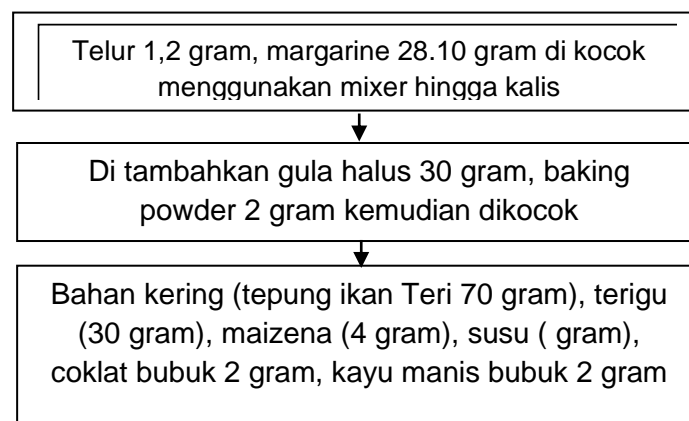 Telur 1,2 gram, margarine 28.10 gram di kocok
menggunakan mixer hingga kalis
Di tambahkan gula halus 30 gram, baking
powder 2 gram kemudian dikocok
Bahan kering (tepung ikan Teri 70 gram), terigu
(30 gram), maizena (4 gram), susu ( gram),
coklat bubuk 2 gram, kayu manis bubuk 2 gram